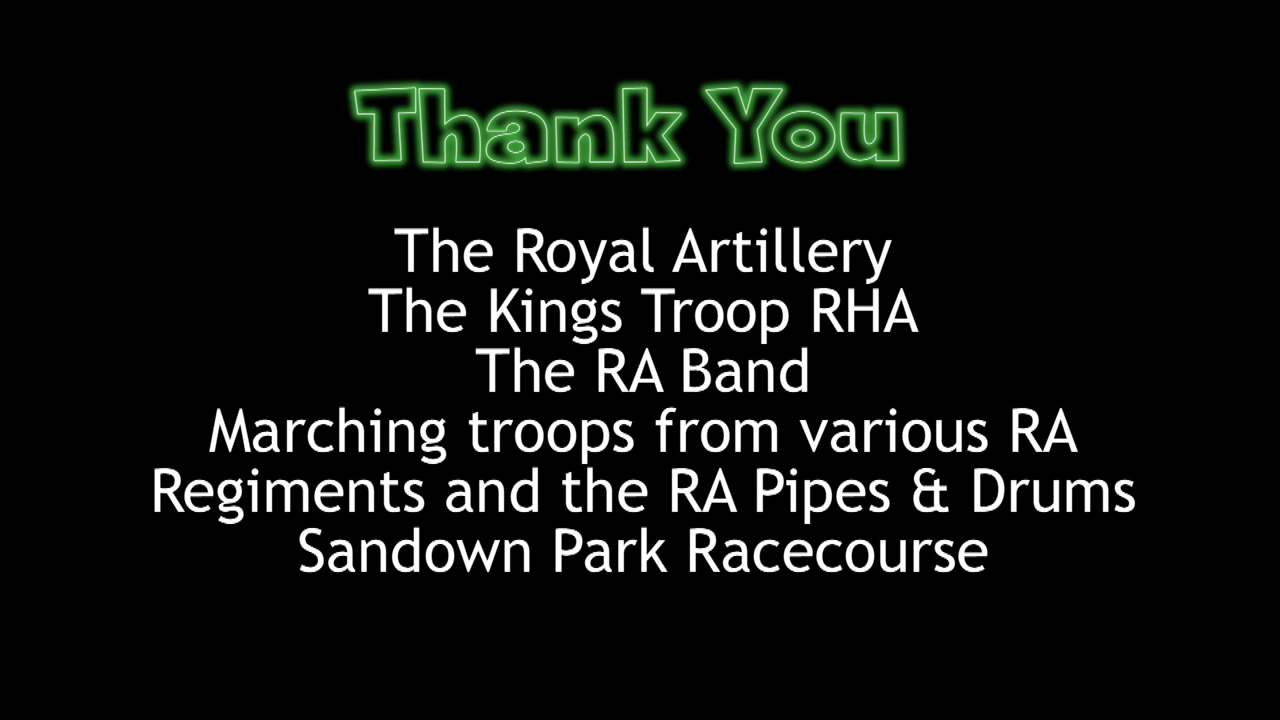 Thank You
The Royal Artillery
The Kings Troop RHA
The RA Band
Marching troops from various RA
Regiments and the RA Pipes & Drums
Sandown Park Racecourse